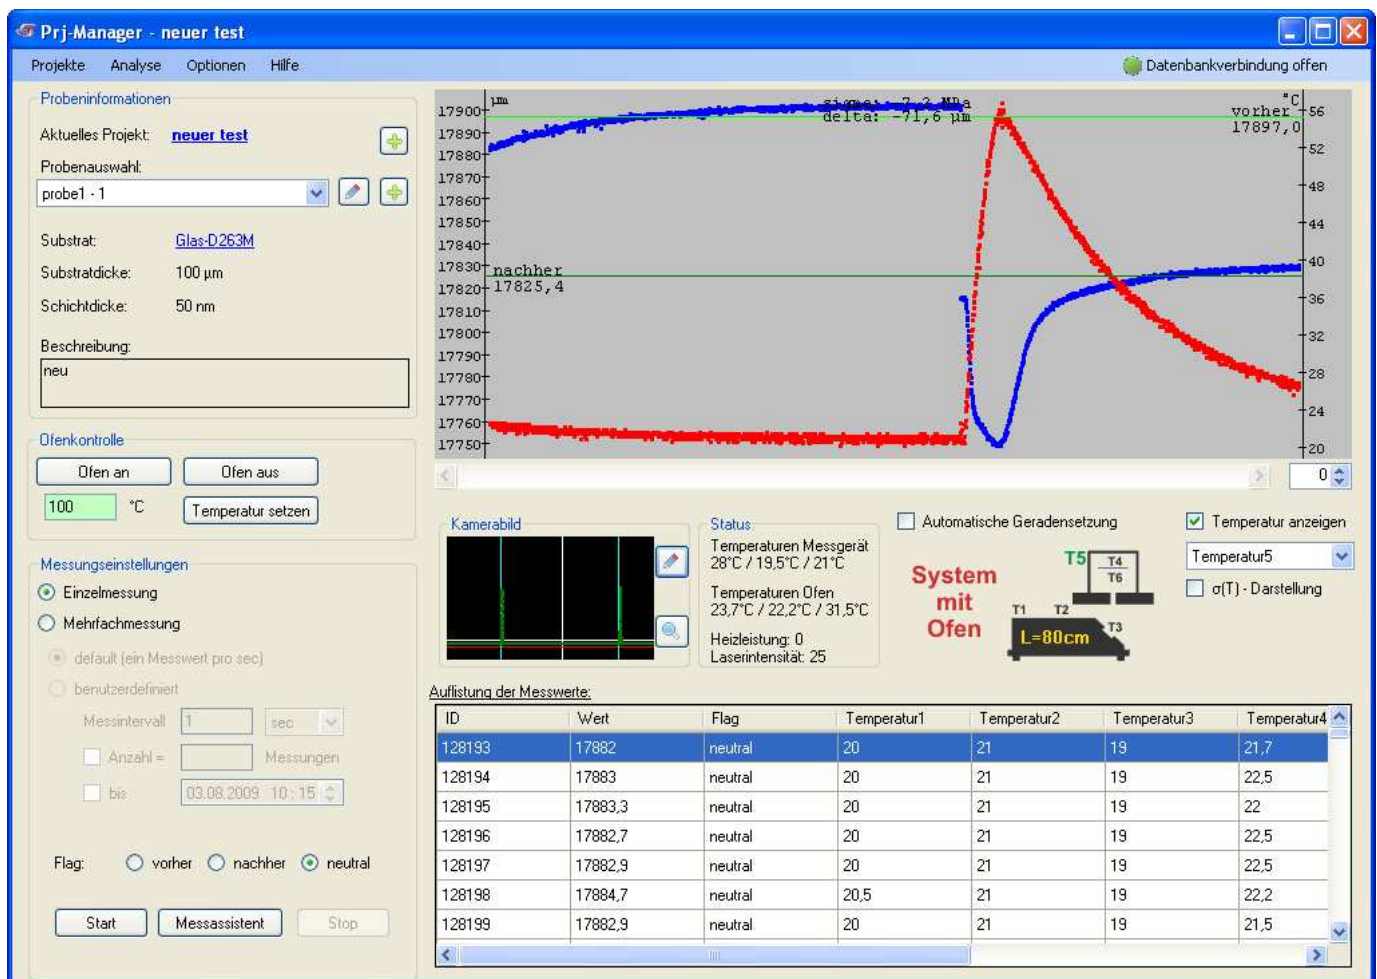 Prj-Manager - neuer test
Projekte Analyse Optionen Hilfe Datenbankverbindung offen
Probeninformationen
Aktuelles Projekt: neuer test
Probenauswahl:
probe1 - 1
Substrat: Glas-D263M
Substratdicke: 100 µm
Schichtdicke: 50 nm
Beschreibung:
neu
Ofenkontrolle
Ofen an Ofen aus
100 °C Temperatur setzen
Messungseinstellungen
Einzelmessung
Mehrfachmessung
default (ein Messwert pro sec)
benutzerdefiniert
Messintervall 1 sec
Anzahl = Messungen
bis 03.08.2009 10:15
Flag: vorher nachher neutral
Start Messassistent Stop
µm
17900
17890
17880
17870
17860
17850
17840
17830
17820
17810
17800
17790
17780
17770
17760
17750
sigma: -7,2 MPa
delta: -71,6 µm
vorher
17897,0
nachher
17825,4
°C
56
52
48
44
40
36
32
28
24
20
0
Kamerabild
Status
Temperaturen Messgerät
28°C / 19,5°C / 21°C
Temperaturen Ofen
23,7°C / 22,2°C / 31,5°C
Heizleistung: 0
Laserintensität: 25
Automatische Geradensetzung
System
mit
Ofen
T5 T4
T6
T1 T2
T3
L=80cm
Temperatur anzeigen
Temperatur5
σ(T) - Darstellung
Auflistung der Messwerte:
ID Wert Flag Temperatur1 Temperatur2 Temperatur3 Temperatur4
128193 17882 neutral 20 21 19 21,7
128194 17883 neutral 20 21 19 22,5
128195 17883,3 neutral 20 21 19 22
128196 17882,7 neutral 20 21 19 22,5
128197 17882,9 neutral 20 21 19 22,5
128198 17884,7 neutral 20,5 21 19 22,2
128199 17882,9 neutral 20 21 19 21,5